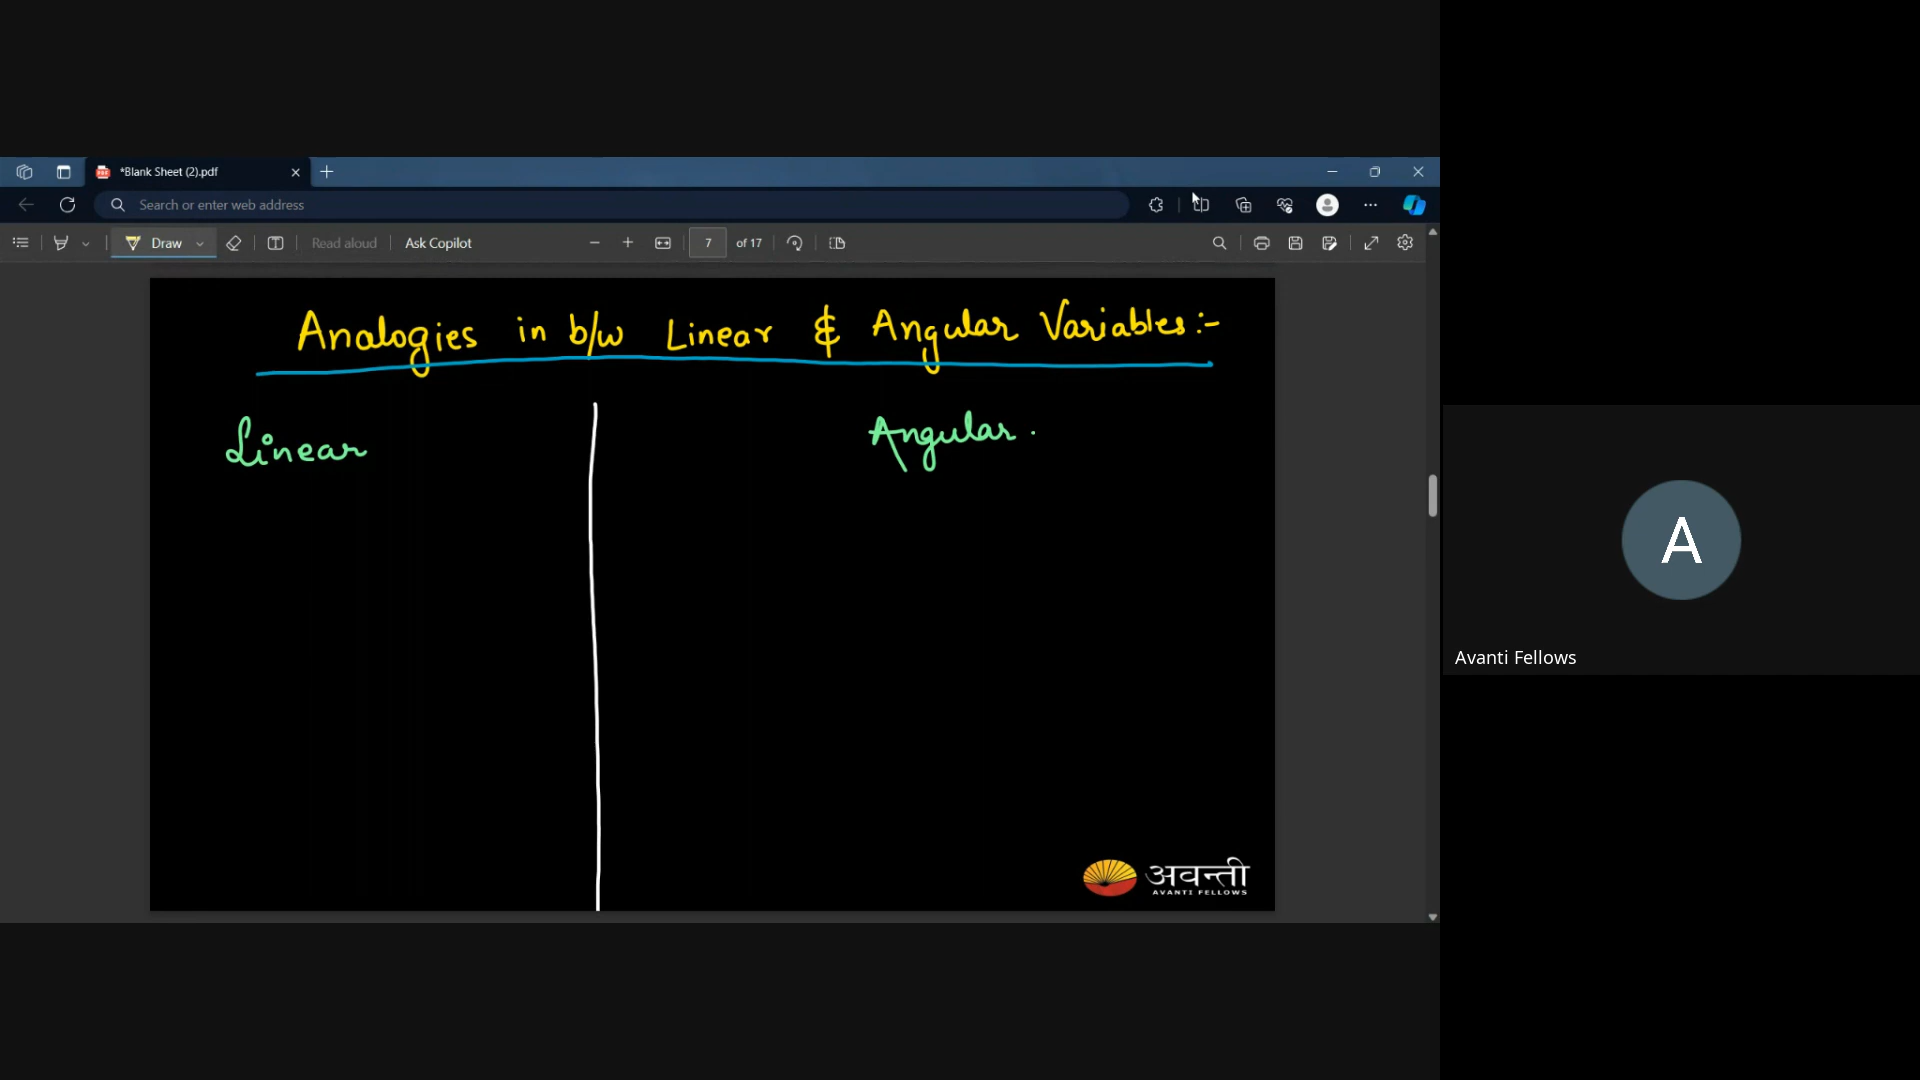 *Blank Sheet (2).pdf
Search or enter web address
Draw Read aloud Ask Copilot 7 of 17
Analogies in b/w Linear & Angular Variables :-
Linear Angular .
अवन्ती
AVANTI FELLOWS
A
Avanti Fellows